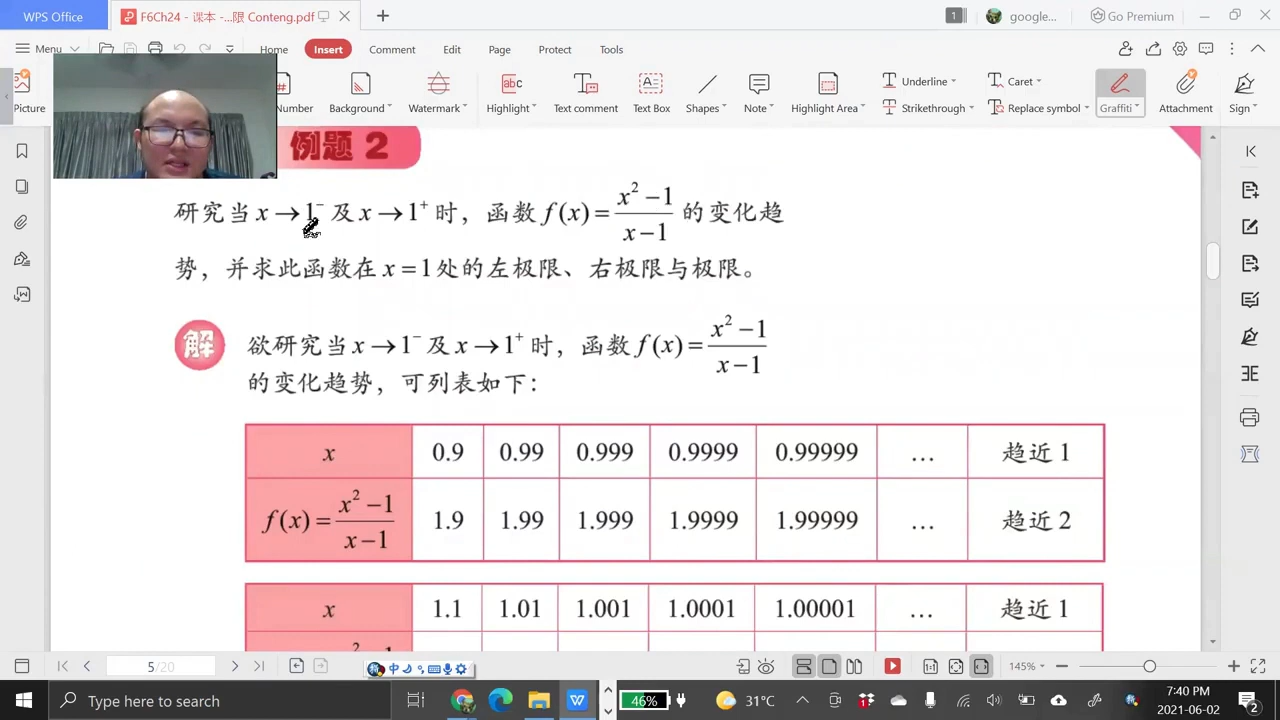 WPS Office
F6Ch24 - 课本 -...限 Conteng.pdf
1
google...
Go Premium
Menu
Home
Insert
Comment
Edit
Page
Protect
Tools
Picture
Number
Background
Watermark
Highlight
Text comment
Text Box
Shapes
Note
Highlight Area
Underline
Strikethrough
Caret
Replace symbol
Graffiti
Attachment
Sign
例题 2
研究当 x → 1⁻ 及 x → 1⁺ 时，函数 f(x) = (x² − 1)/(x − 1) 的变化趋
势，并求此函数在 x = 1 处的左极限、右极限与极限。
解
欲研究当 x → 1⁻ 及 x → 1⁺ 时，函数 f(x) = (x² − 1)/(x − 1)
的变化趋势，可列表如下：
x 0.9 0.99 0.999 0.9999 0.99999 … 趋近 1
f(x) = (x² − 1)/(x − 1) 1.9 1.99 1.999 1.9999 1.99999 … 趋近 2
x 1.1 1.01 1.001 1.0001 1.00001 … 趋近 1
5/20
中
145%
Type here to search
46%
31°C
7:40 PM
2021-06-02
2